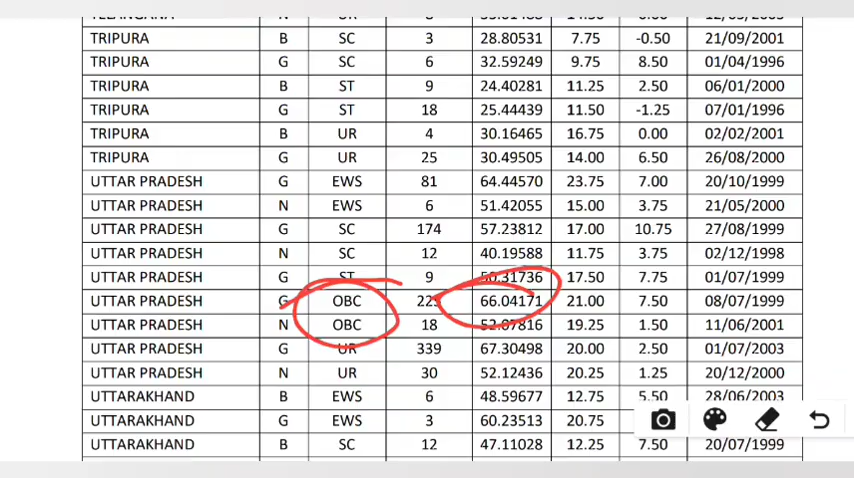 TRIPURA B SC 3 28.80531 7.75 -0.50 21/09/2001
TRIPURA G SC 6 32.59249 9.75 8.50 01/04/1996
TRIPURA B ST 9 24.40281 11.25 2.50 06/01/2000
TRIPURA G ST 18 25.44439 11.50 -1.25 07/01/1996
TRIPURA B UR 4 30.16465 16.75 0.00 02/02/2001
TRIPURA G UR 25 30.49505 14.00 6.50 26/08/2000
UTTAR PRADESH G EWS 81 64.44570 23.75 7.00 20/10/1999
UTTAR PRADESH N EWS 6 51.42055 15.00 3.75 21/05/2000
UTTAR PRADESH G SC 174 57.23812 17.00 10.75 27/08/1999
UTTAR PRADESH N SC 12 40.19588 11.75 3.75 02/12/1998
UTTAR PRADESH G ST 9 50.31736 17.50 7.75 01/07/1999
UTTAR PRADESH G OBC 66.04171 21.00 7.50 08/07/1999
UTTAR PRADESH N OBC 18 52.07816 19.25 1.50 11/06/2001
UTTAR PRADESH G UR 339 67.30498 20.00 2.50 01/07/2003
UTTAR PRADESH N UR 30 52.12436 20.25 1.25 20/12/2000
UTTARAKHAND B EWS 6 48.59677 12.75 5.50 28/06/2003
UTTARAKHAND G EWS 3 60.23513 20.75
UTTARAKHAND B SC 12 47.11028 12.25 7.50 20/07/1999